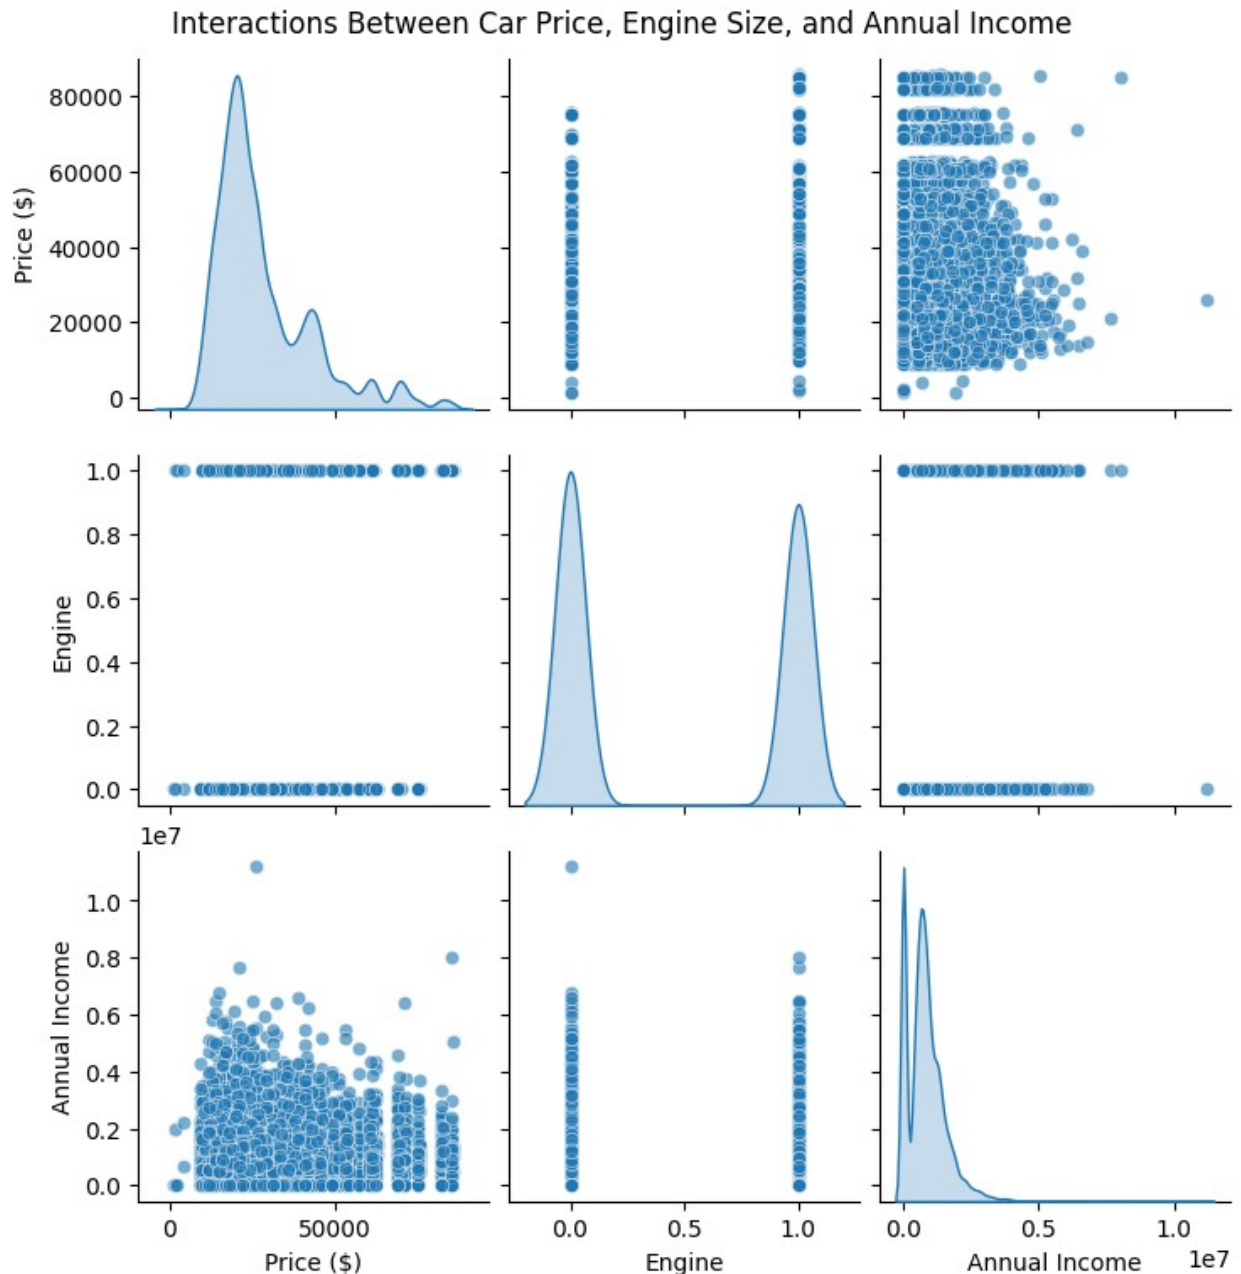 Interactions Between Car Price, Engine Size, and Annual Income
80000
60000
40000
20000
0
Price ($)
1.0
0.8
0.6
0.4
0.2
0.0
Engine
1e7
1.0
0.8
0.6
0.4
0.2
0.0
Annual Income
0 50000
0.0 0.5 1.0
0.0 0.5 1.0
1e7
Price ($)
Engine
Annual Income